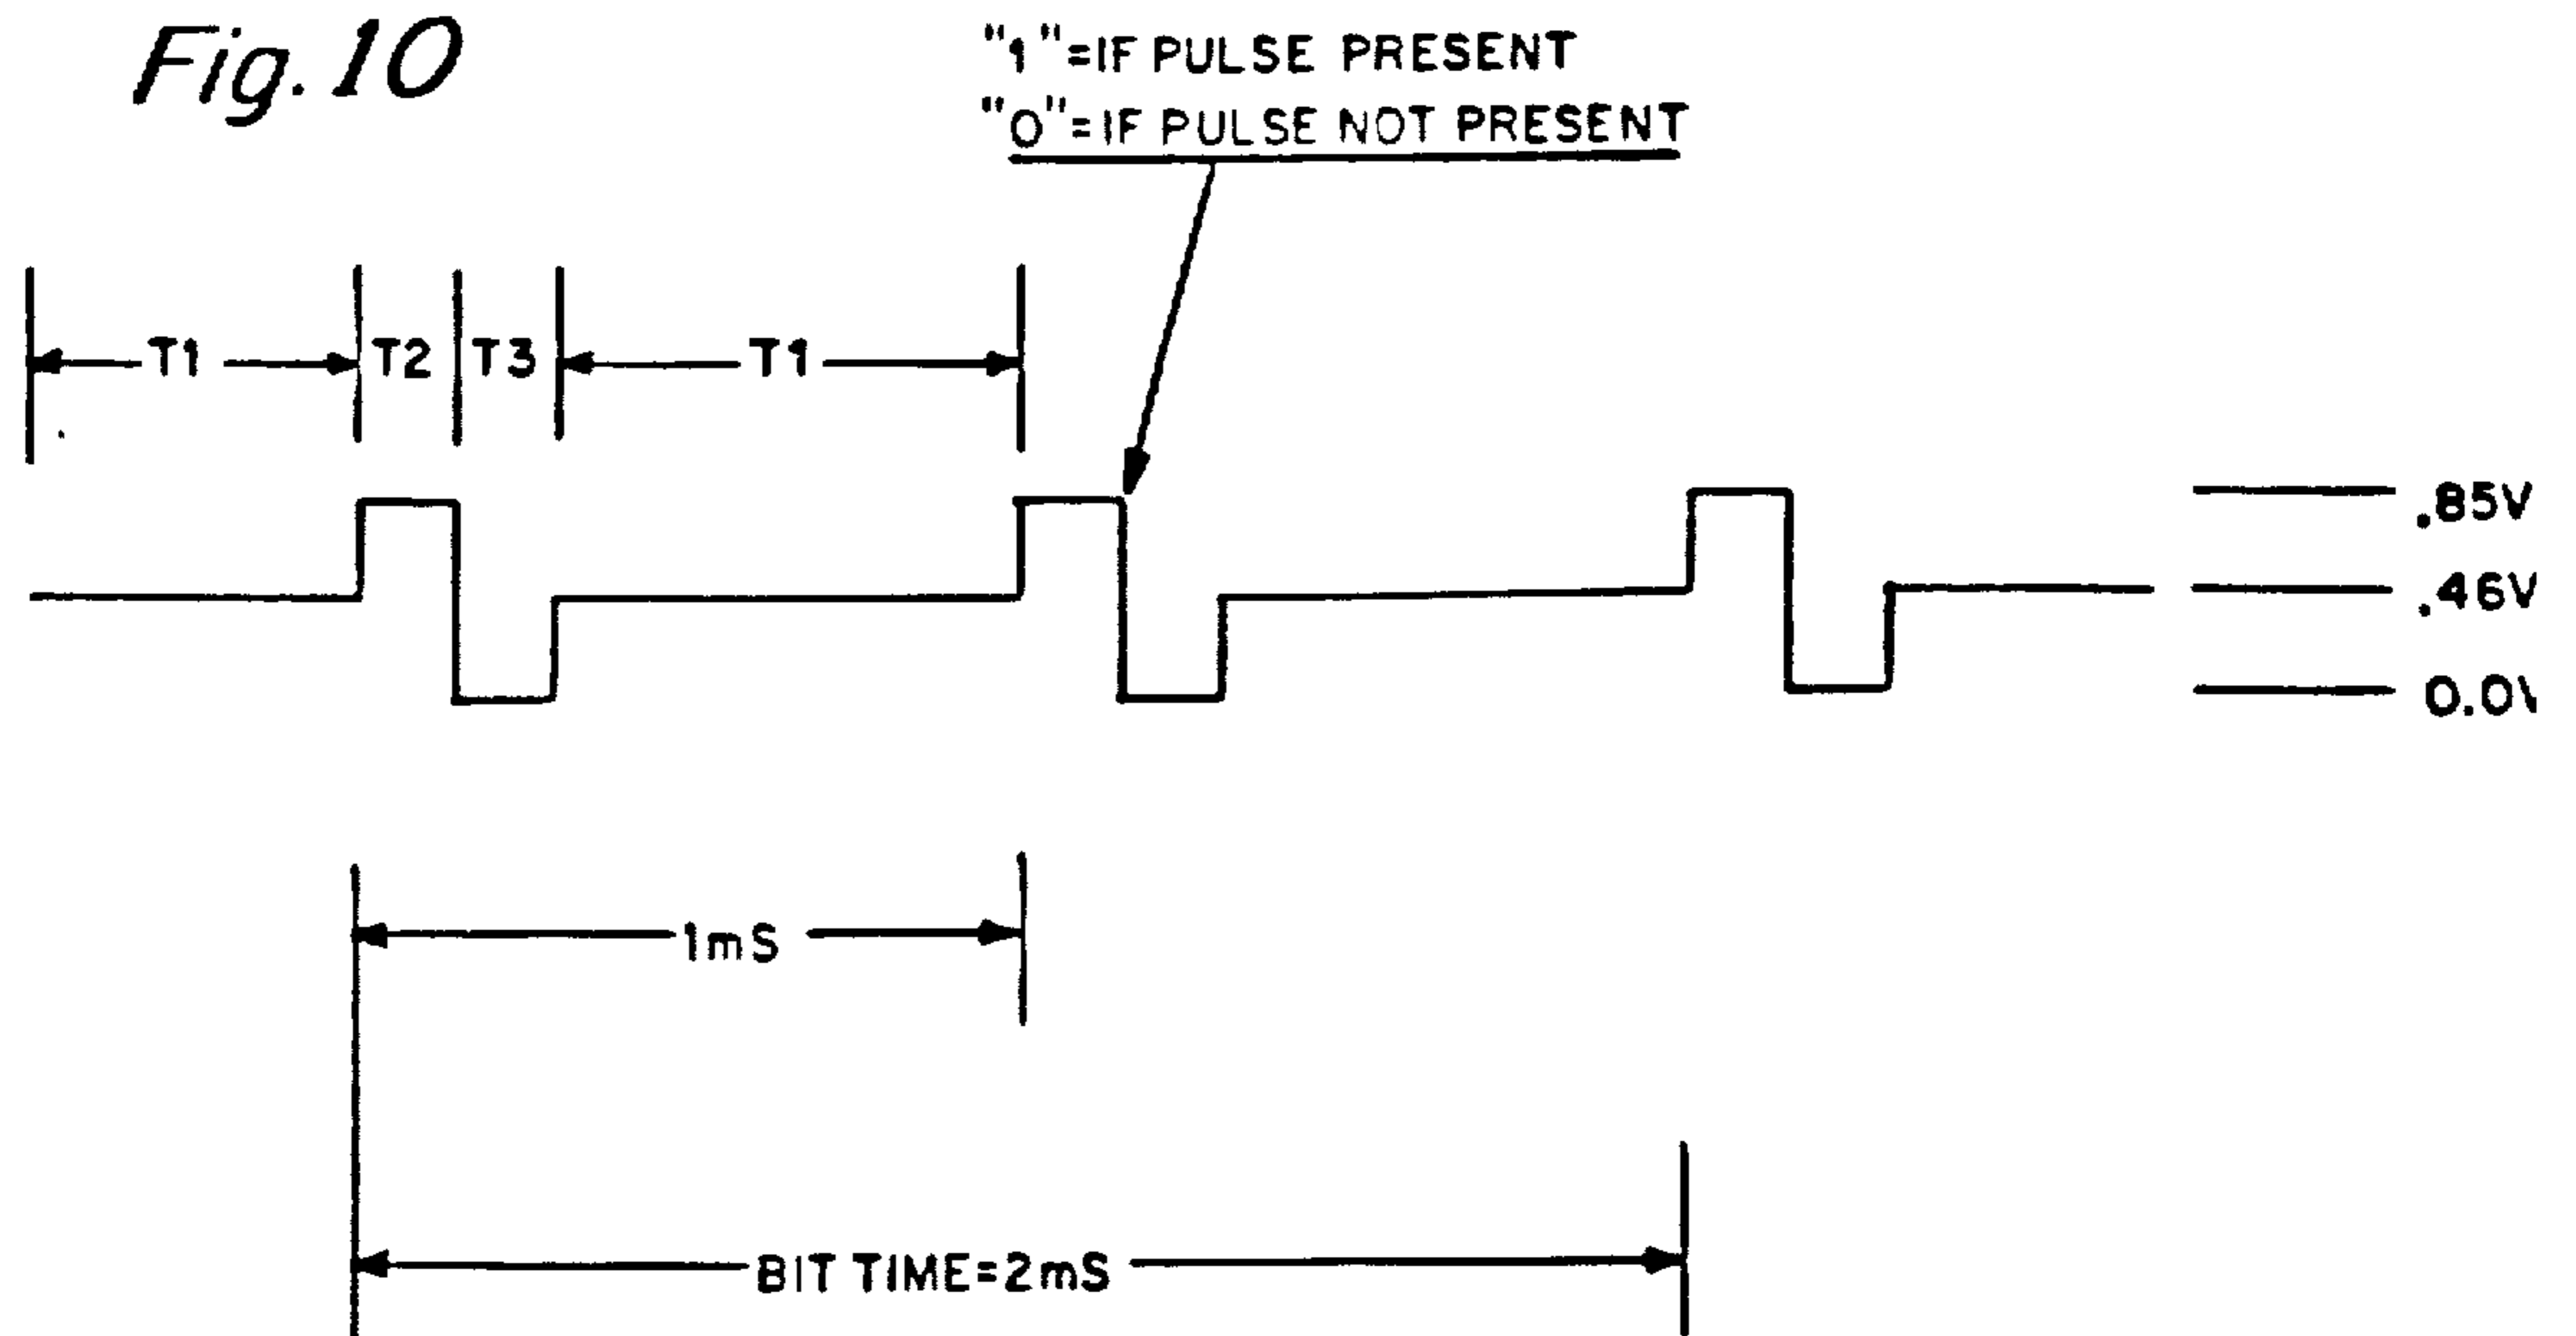 Fig. 10
"1"=IF PULSE PRESENT
"0"=IF PULSE NOT PRESENT
T1 T2 T3 T1
.85V
.46V
0.0V
1mS
BIT TIME=2mS